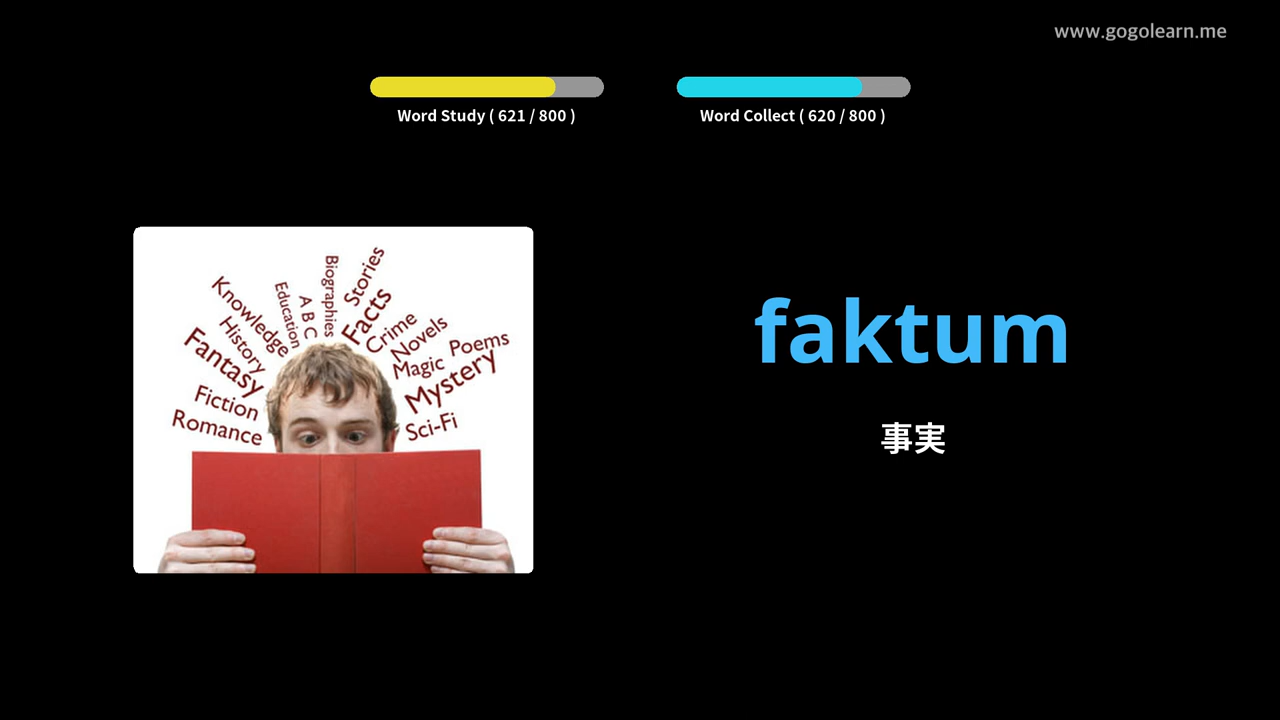 www.gogolearn.me
Word Study ( 621 / 800 )
Word Collect ( 620 / 800 )
Romance
Fiction
Fantasy
History
Knowledge
Education
A B C
Biographies
Stories
Facts
Crime
Novels
Magic
Poems
Mystery
Sci-Fi
faktum
事実